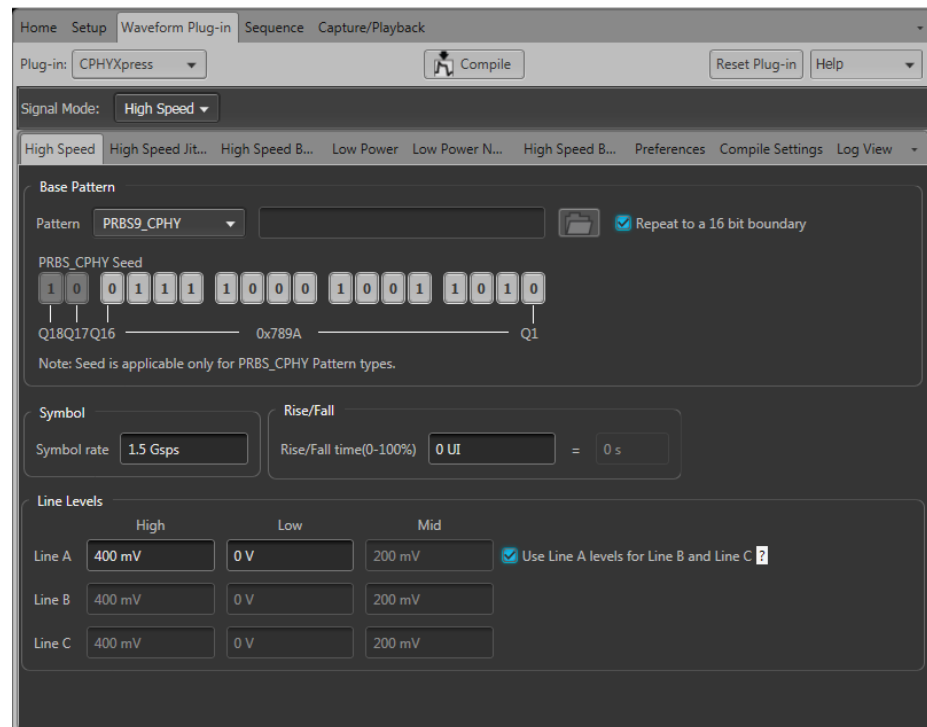 Home Setup Waveform Plug-in Sequence Capture/Playback
Plug-in: CPHYXpress Compile Reset Plug-in Help
Signal Mode: High Speed
High Speed High Speed Jit... High Speed B... Low Power Low Power N... High Speed B... Preferences Compile Settings Log View
Base Pattern
Pattern PRBS9_CPHY Repeat to a 16 bit boundary
PRBS_CPHY Seed
1 0 0 1 1 1 1 0 0 0 1 0 0 1 1 0 1 0
Q18 Q17 Q16 0x789A Q1
Note: Seed is applicable only for PRBS_CPHY Pattern types.
Symbol Rise/Fall
Symbol rate 1.5 Gsps Rise/Fall time(0-100%) 0 UI = 0 s
Line Levels
High Low Mid
Line A 400 mV 0 V 200 mV Use Line A levels for Line B and Line C ?
Line B 400 mV 0 V 200 mV
Line C 400 mV 0 V 200 mV